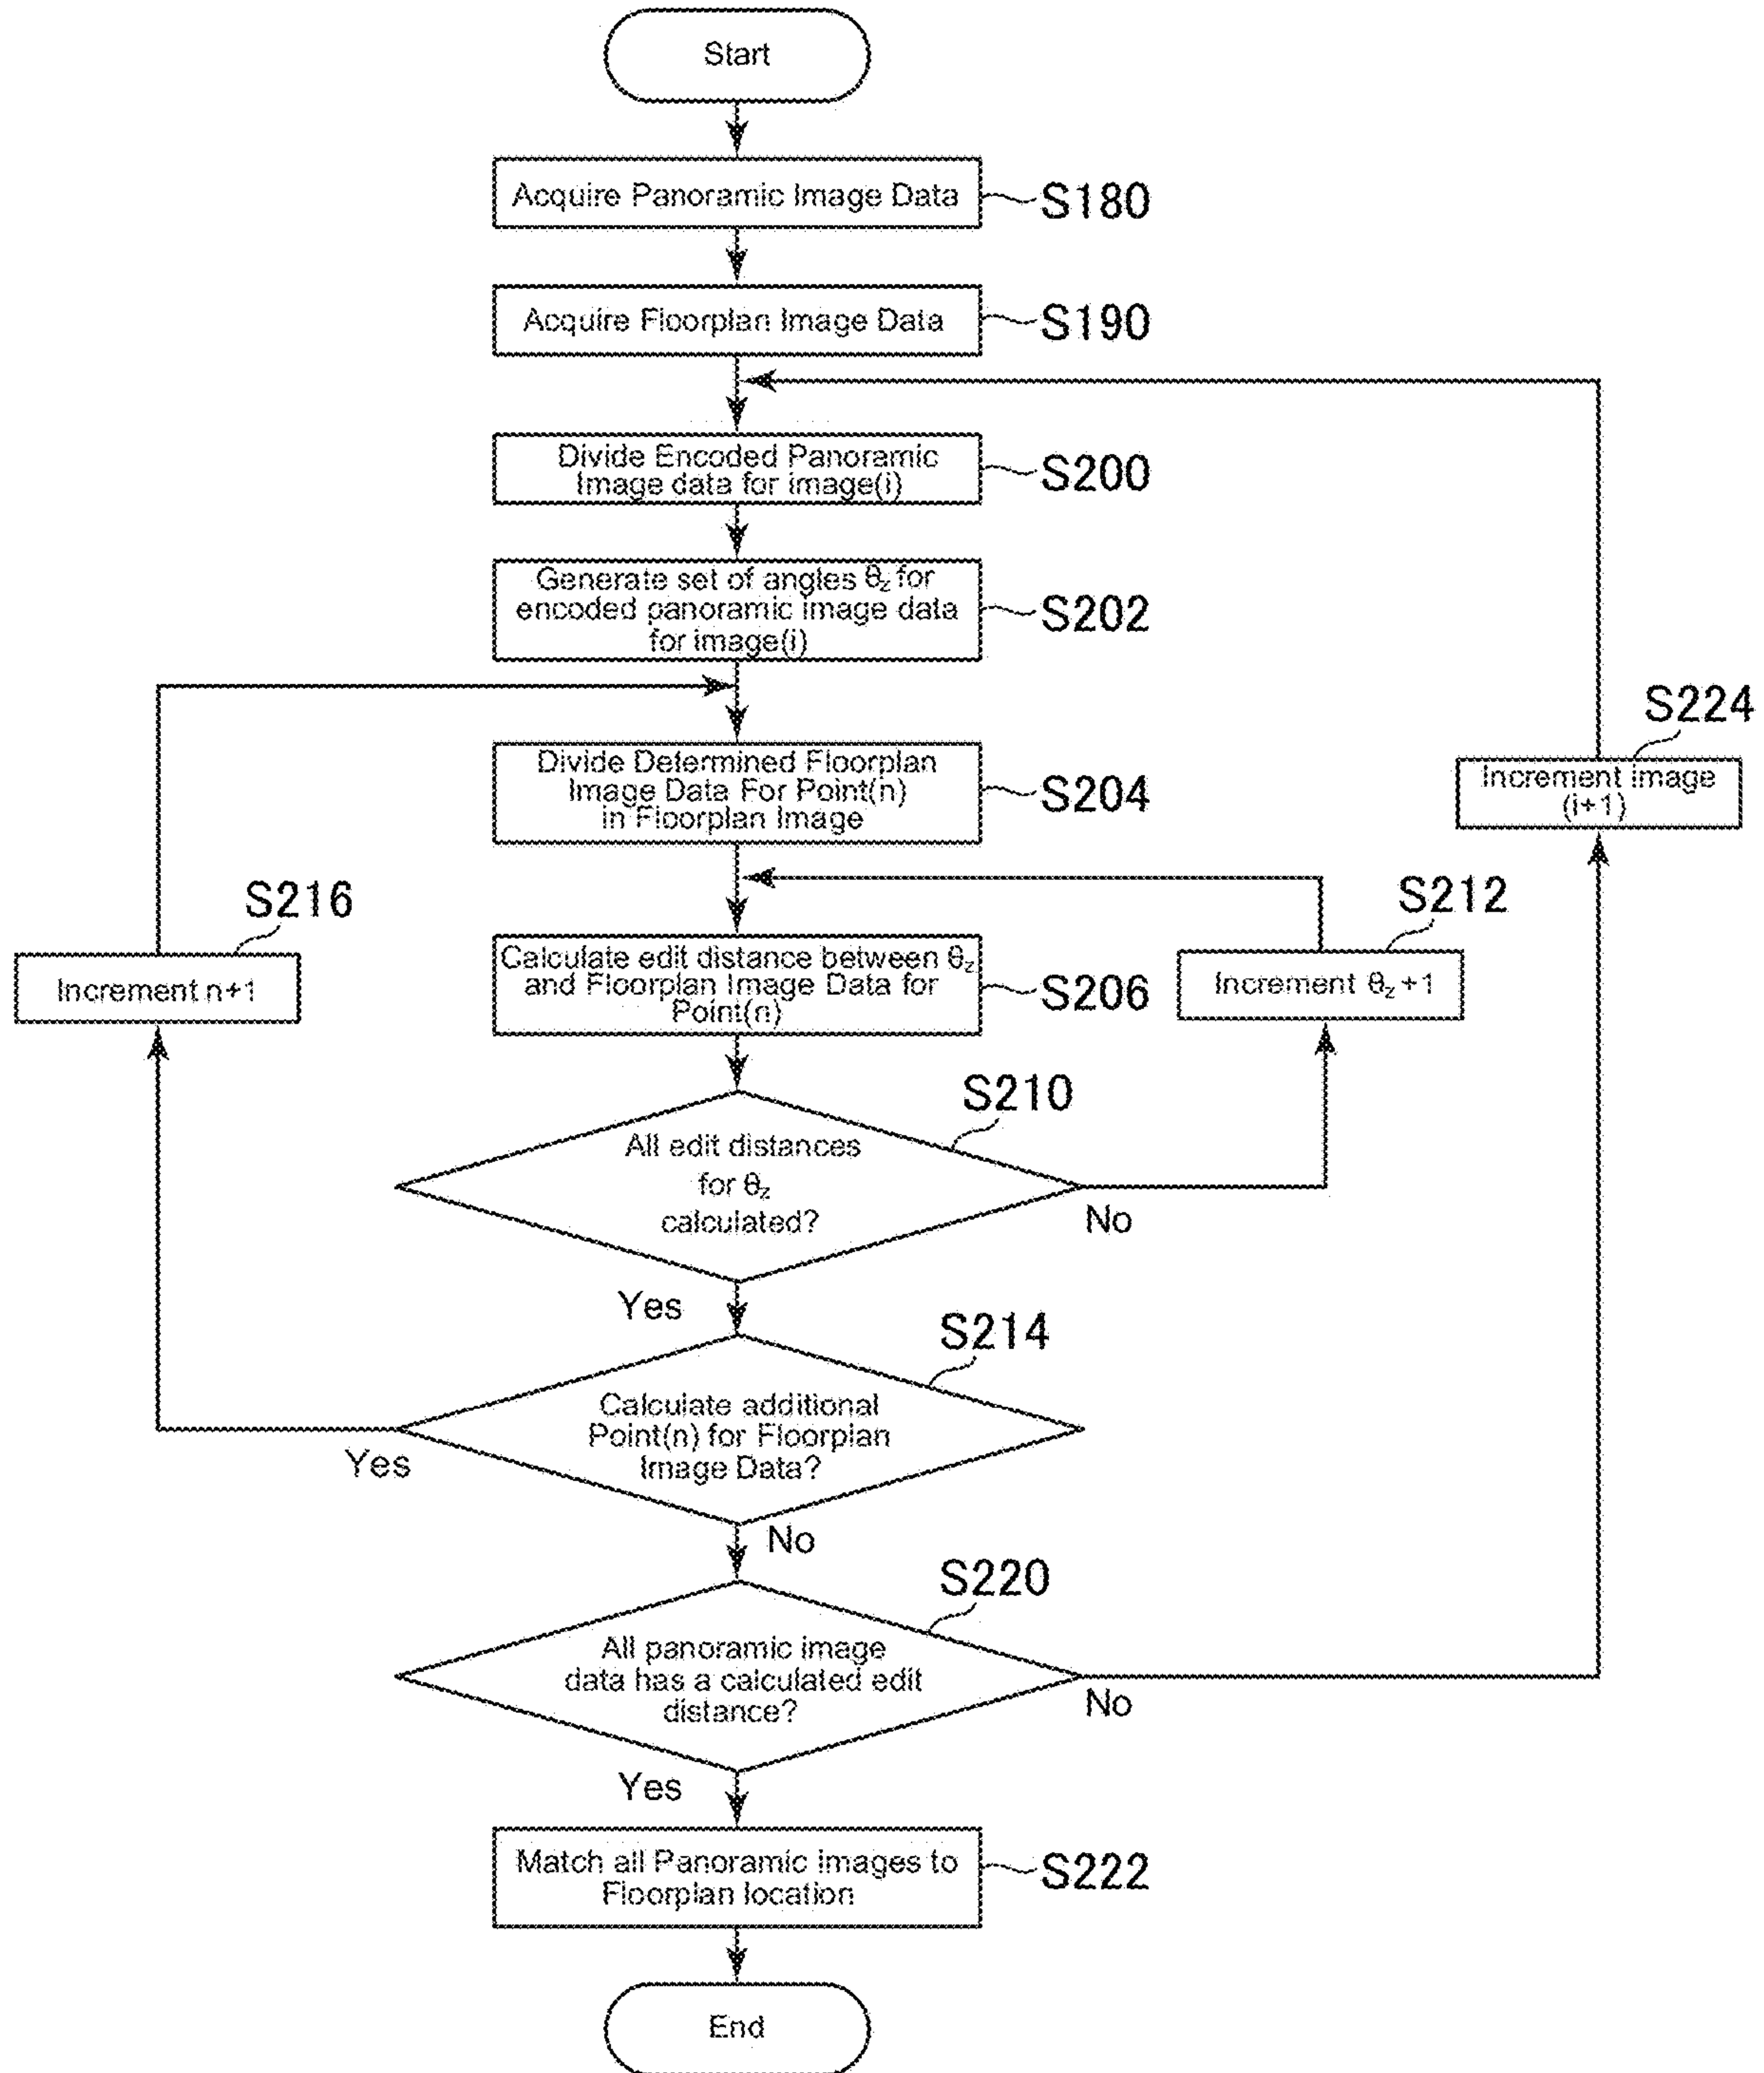 Start
Acquire Panoramic Image Data
S180
Acquire Floorplan Image Data
S190
Divide Encoded Panoramic
Image data for image(i)
S200
Generate set of angles θz for
encoded panoramic image data
for image(i)
S202
S224
Increment image
(i+1)
Divide Determined Floorplan
Image Data For Point(n)
in Floorplan Image
S204
S216
Increment n+1
S212
Increment θz +1
Calculate edit distance between θz
and Floorplan Image Data for
Point(n)
S206
S210
All edit distances
for θz
calculated?
No
Yes
S214
Calculate additional
Point(n) for Floorplan
Image Data?
Yes
No
S220
All panoramic image
data has a calculated edit
distance?
No
Yes
Match all Panoramic images to
Floorplan location
S222
End